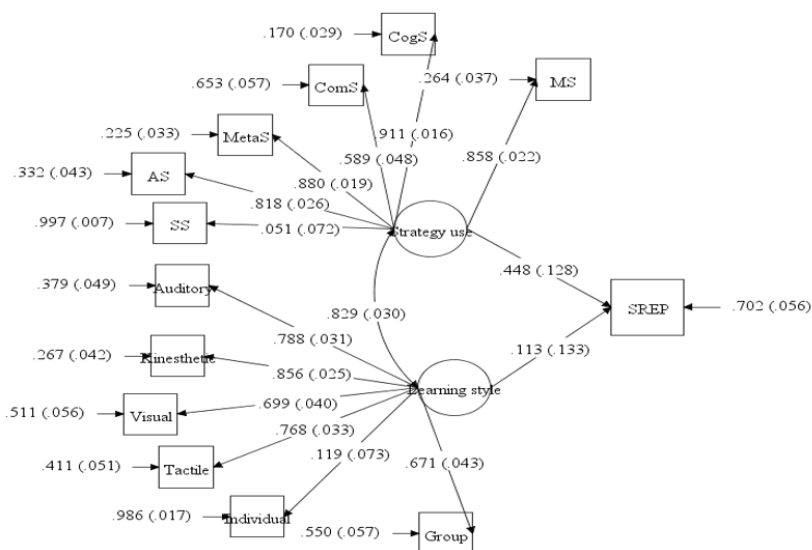 .170 (.029)
CogS
.653 (.057)
ComS
.264 (.037)
MS
.225 (.033)
MetaS
.911 (.016)
.589 (.048)
.858 (.022)
.332 (.043)
AS
.880 (.019)
.818 (.026)
.997 (.007)
SS
.051 (.072)
Strategy use
.448 (.128)
.379 (.049)
Auditory
.829 (.030)
SREP
.702 (.056)
.788 (.031)
.113 (.133)
.267 (.042)
Kinesthetic
.856 (.025)
Learning style
.511 (.056)
Visual
.699 (.040)
.768 (.033)
.411 (.051)
Tactile
.119 (.073)
.671 (.043)
.986 (.017)
Individual
.550 (.057)
Group